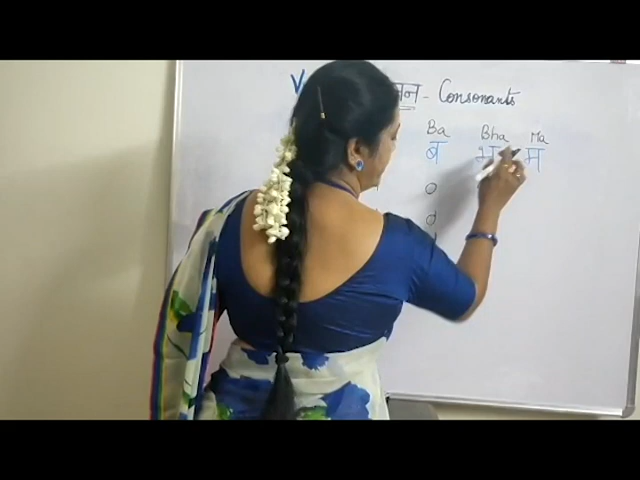 Consonants
Ba Bha Ma
ब भ म
o
d